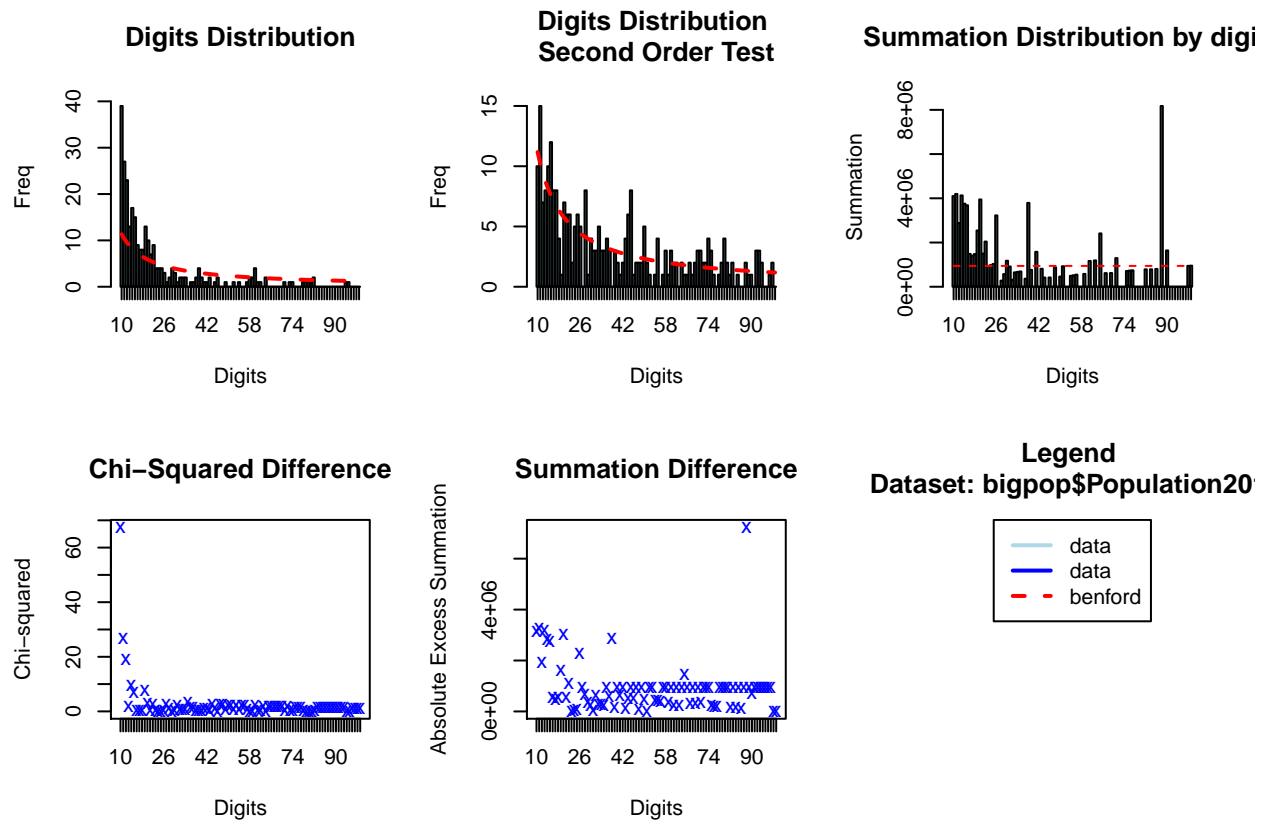 Digits Distribution
Freq
0
10
20
30
40
10 26 42 58 74 90
Digits
Digits Distribution
Second Order Test
Freq
0
5
10
15
10 26 42 58 74 90
Digits
Summation Distribution by digi
Summation
0e+00
4e+06
8e+06
10 26 42 58 74 90
Digits
Chi−Squared Difference
Chi−squared
0
20
40
60
10 26 42 58 74 90
Digits
Summation Difference
Absolute Excess Summation
0e+00
4e+06
10 26 42 58 74 90
Digits
Legend
Dataset: bigpop$Population20
data
data
benford